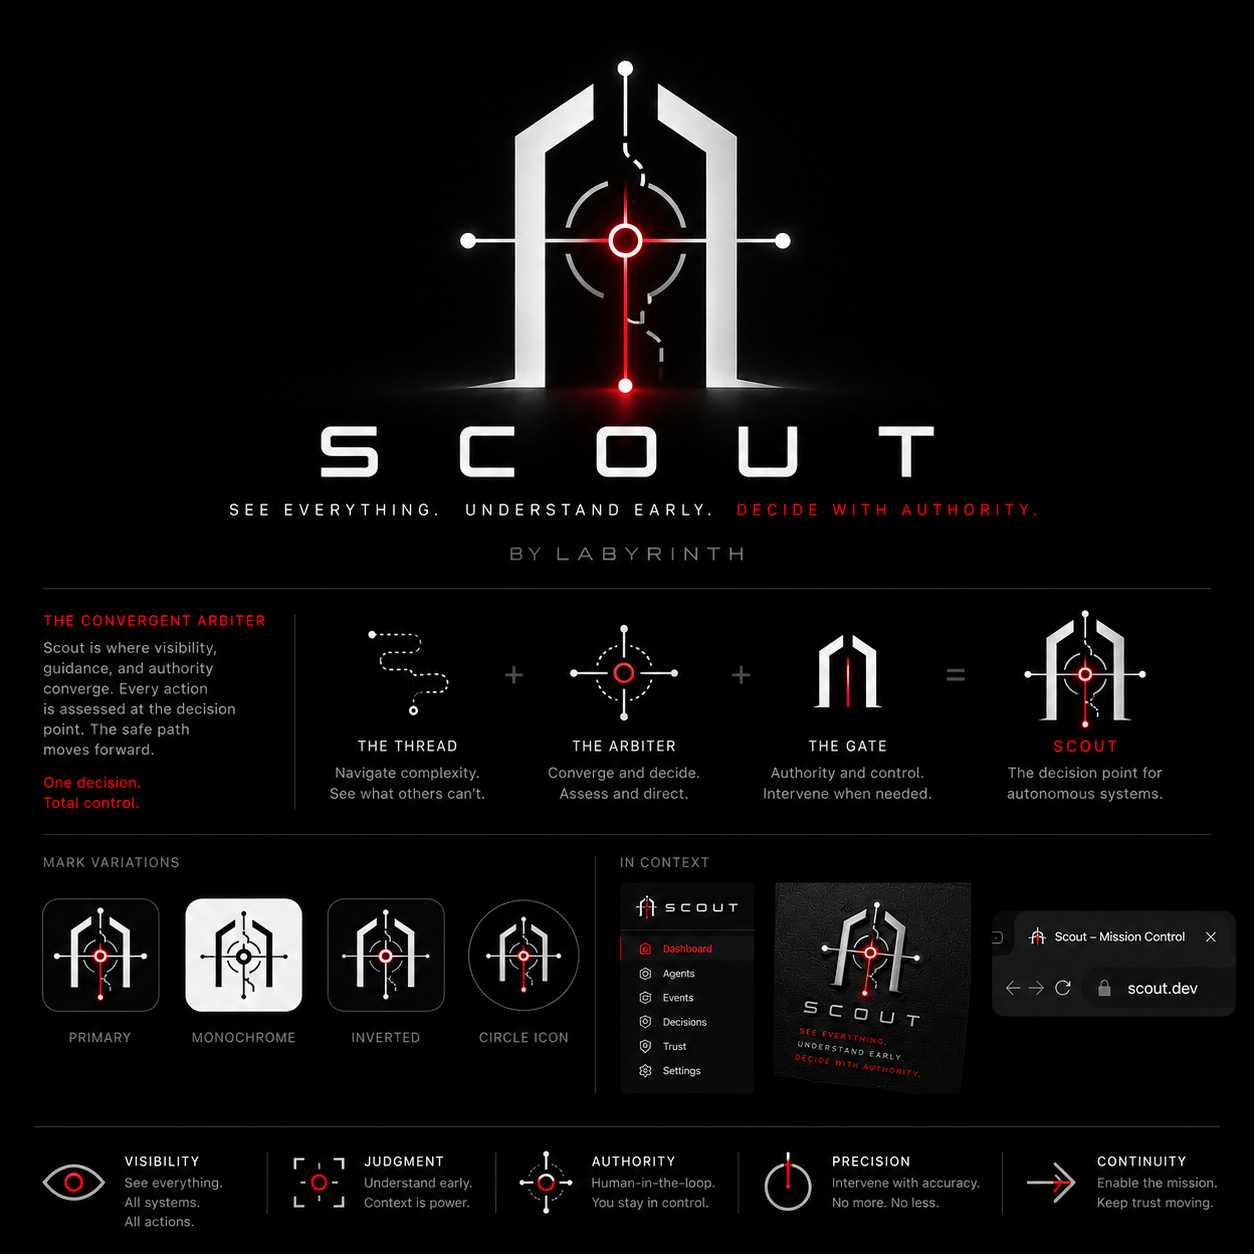 SCOUT
SEE EVERYTHING. UNDERSTAND EARLY. DECIDE WITH AUTHORITY.
BY LABYRINTH
THE CONVERGENT ARBITER
Scout is where visibility,
guidance, and authority
converge. Every action
is assessed at the decision
point. The safe path
moves forward.
One decision.
Total control.
+
+
=
THE THREAD
Navigate complexity.
See what others can't.
THE ARBITER
Converge and decide.
Assess and direct.
THE GATE
Authority and control.
Intervene when needed.
SCOUT
The decision point for
autonomous systems.
MARK VARIATIONS
PRIMARY
MONOCHROME
INVERTED
CIRCLE ICON
IN CONTEXT
SCOUT
Dashboard
Agents
Events
Decisions
Trust
Settings
SCOUT
SEE EVERYTHING.
UNDERSTAND EARLY.
DECIDE WITH AUTHORITY.
Scout – Mission Control
scout.dev
VISIBILITY
See everything.
All systems.
All actions.
JUDGMENT
Understand early.
Context is power.
AUTHORITY
Human-in-the-loop.
You stay in control.
PRECISION
Intervene with accuracy.
No more. No less.
CONTINUITY
Enable the mission.
Keep trust moving.